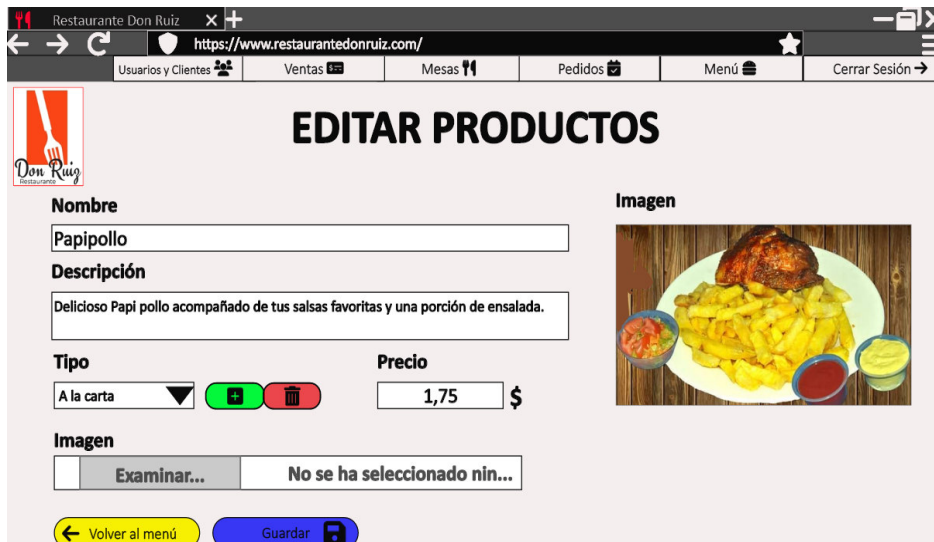 Restaurante Don Ruiz
https://www.restaurantedonruiz.com/
Usuarios y Clientes Ventas Mesas Pedidos Menú Cerrar Sesión
Don Ruiz
Restaurante
EDITAR PRODUCTOS
Nombre
Papipollo
Descripción
Delicioso Papi pollo acompañado de tus salsas favoritas y una porción de ensalada.
Tipo Precio
A la carta 1,75 $
Imagen
Examinar... No se ha seleccionado nin...
Volver al menú Guardar
Imagen